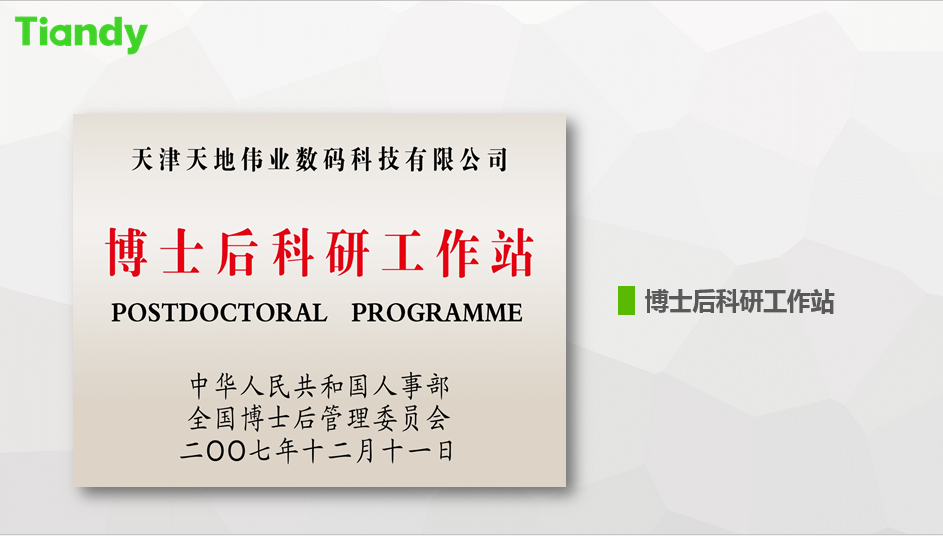 Tiandy
天津天地伟业数码科技有限公司
博士后科研工作站
POSTDOCTORAL PROGRAMME
中华人民共和国人事部
全国博士后管理委员会
二〇〇七年十二月十一日
博士后科研工作站